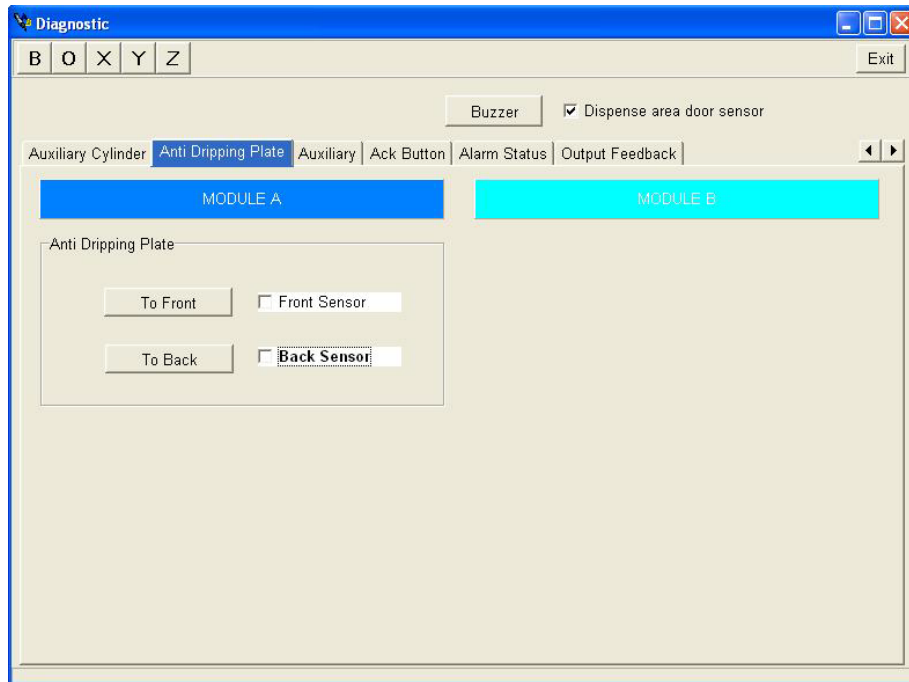 Diagnostic
B O X Y Z Exit
Buzzer Dispense area door sensor
Auxiliary Cylinder Anti Dripping Plate Auxiliary Ack Button Alarm Status Output Feedback
MODULE A MODULE B
Anti Dripping Plate
To Front Front Sensor
To Back Back Sensor